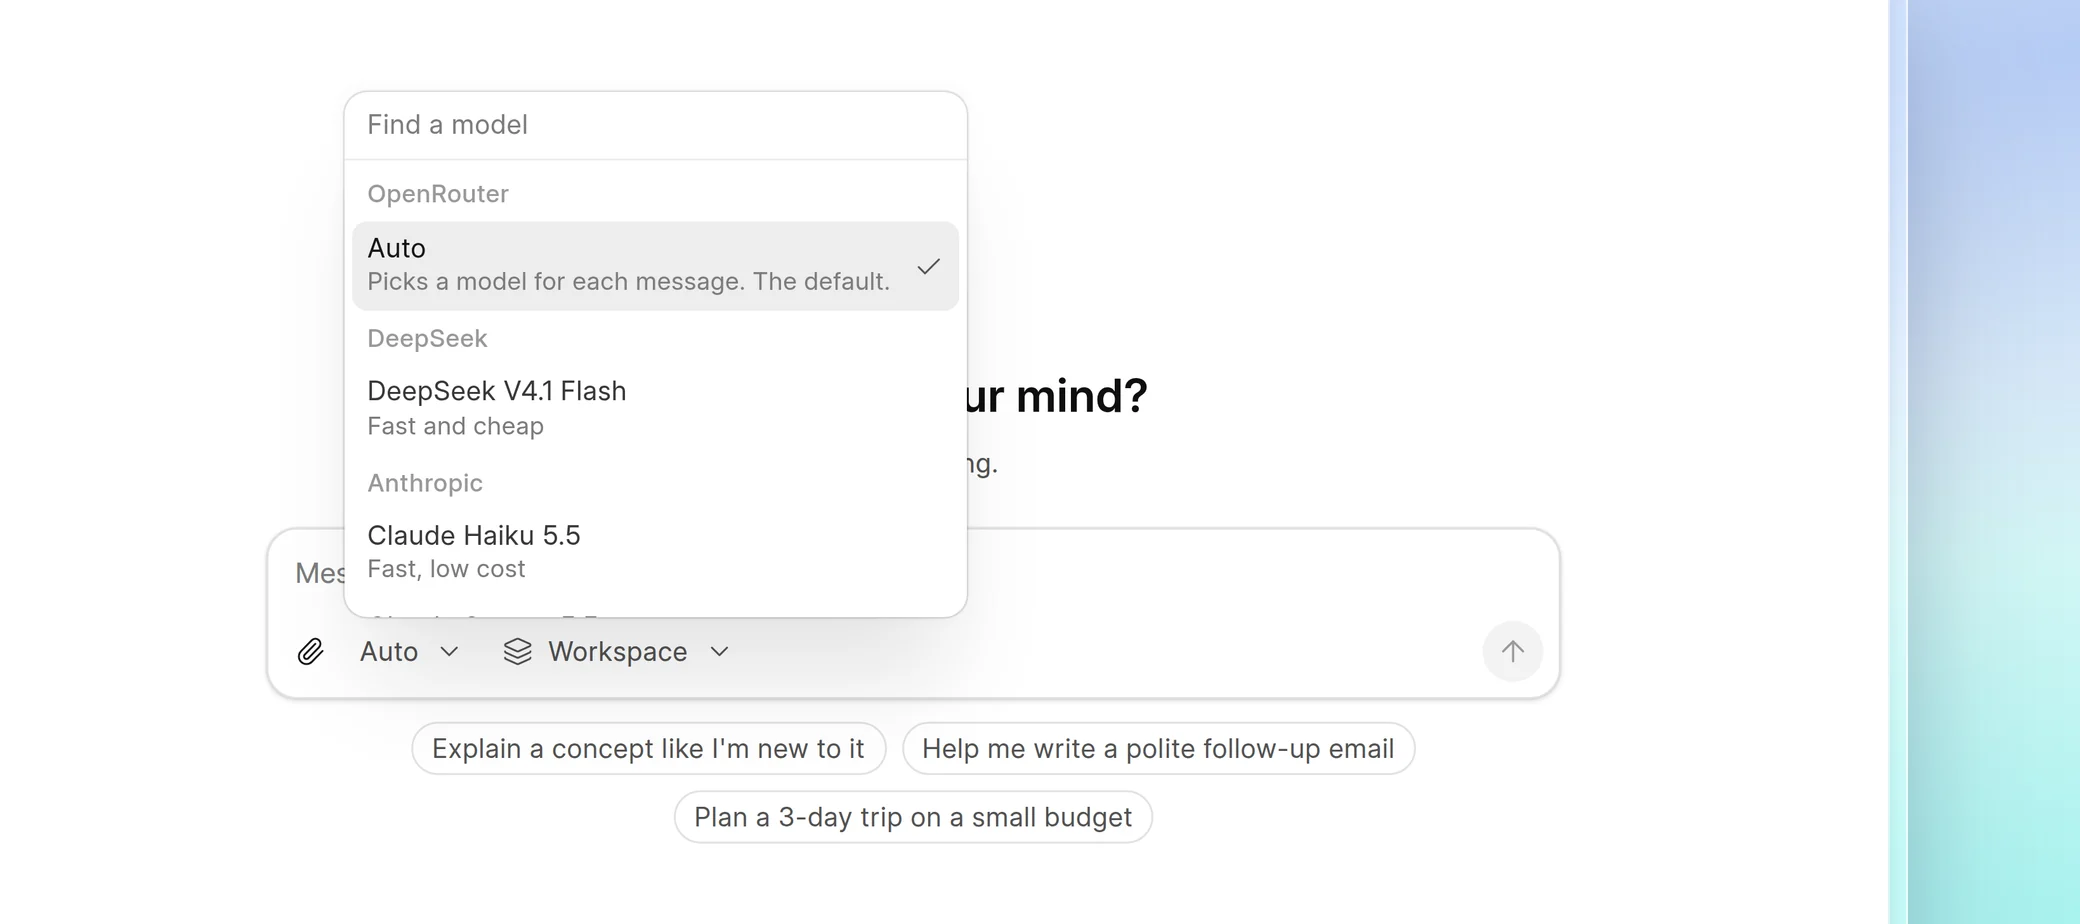 Find a model
OpenRouter
Auto
Picks a model for each message. The default.
DeepSeek
DeepSeek V4.1 Flash
Fast and cheap
ur mind?
ng.
Anthropic
Claude Haiku 5.5
Fast, low cost
Mes
Auto
Workspace
Explain a concept like I'm new to it
Help me write a polite follow-up email
Plan a 3-day trip on a small budget